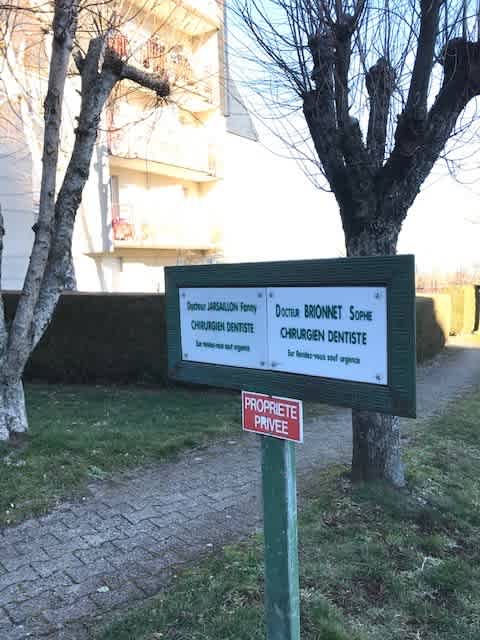 Docteur JARSAILLON Fanny
CHIRURGIEN DENTISTE
Sur rendez-vous sauf urgence
DOCTEUR BRIONNET SOPHIE
CHIRURGIEN DENTISTE
Sur Rendez-vous sauf urgence
PROPRIETE
PRIVEE